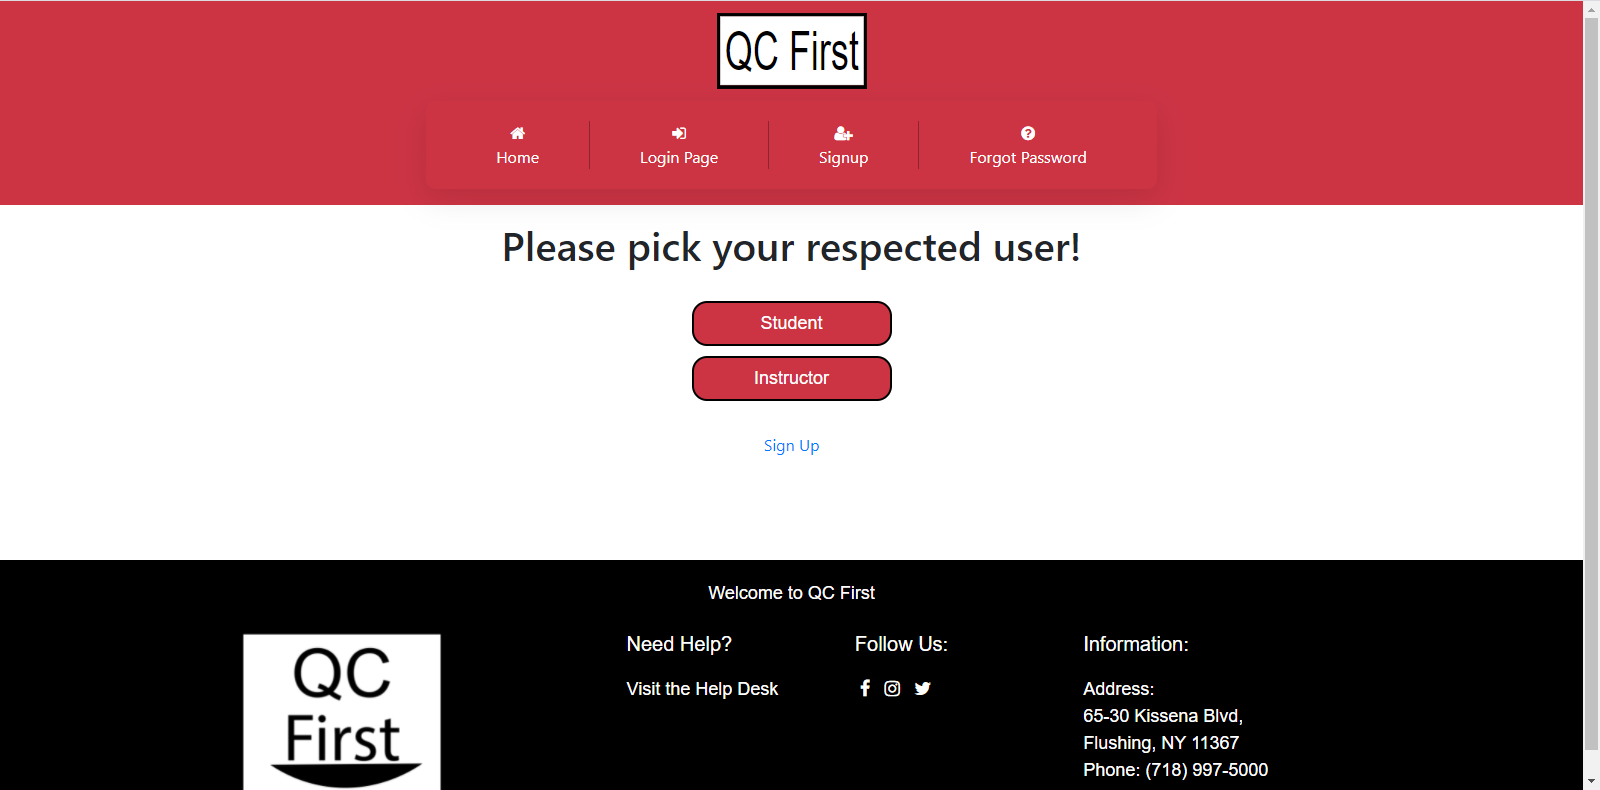 QC First
Home
Login Page
Signup
Forgot Password
Please pick your respected user!
Student
Instructor
Sign Up
Welcome to QC First
QC
First
Need Help?
Visit the Help Desk
Follow Us:
Information:
Address:
65-30 Kissena Blvd,
Flushing, NY 11367
Phone: (718) 997-5000